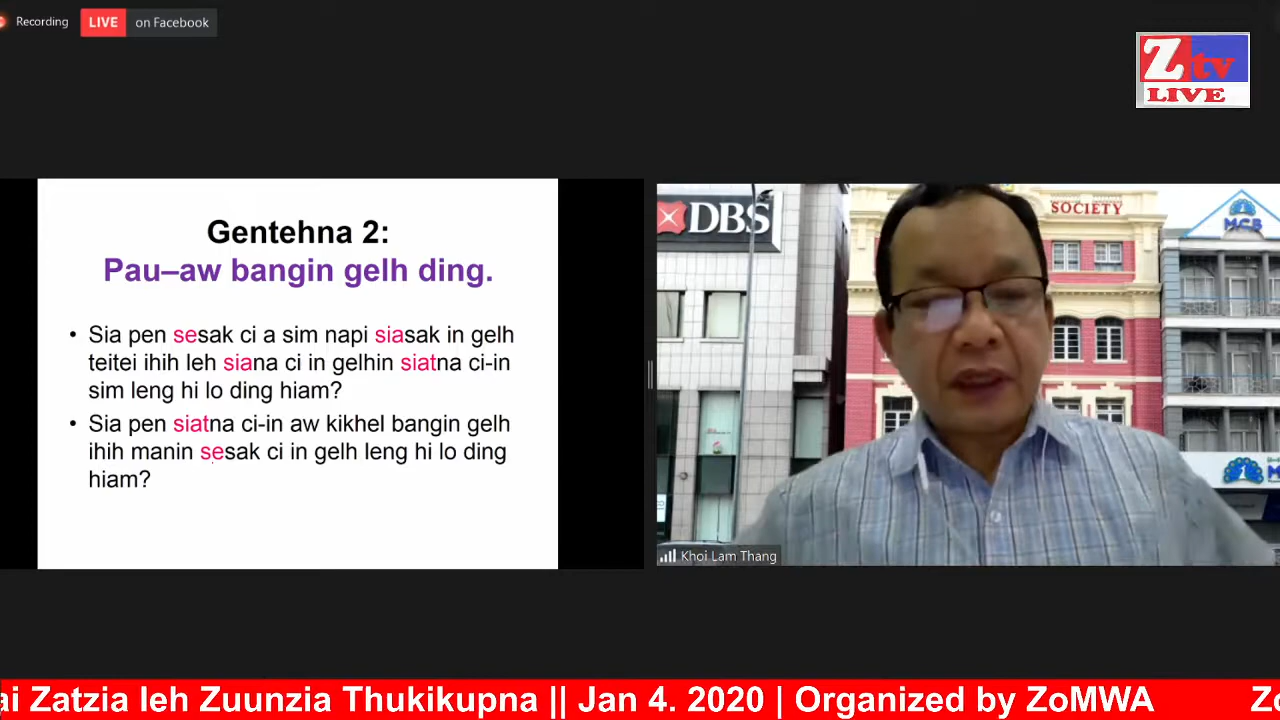 Recording
LIVE on Facebook
Ztv
LIVE
Gentehna 2:
Pau–aw bangin gelh ding.
• Sia pen sesak ci a sim napi siasak in gelh
teitei ihih leh siana ci in gelhin siatna ci-in
sim leng hi lo ding hiam?
• Sia pen siatna ci-in aw kikhel bangin gelh
ihih manin sesak ci in gelh leng hi lo ding
hiam?
DBS
SOCIETY
MCB
Khoi Lam Thang
ai Zatzia leh Zuunzia Thukikupna || Jan 4. 2020 | Organized by ZoMWA